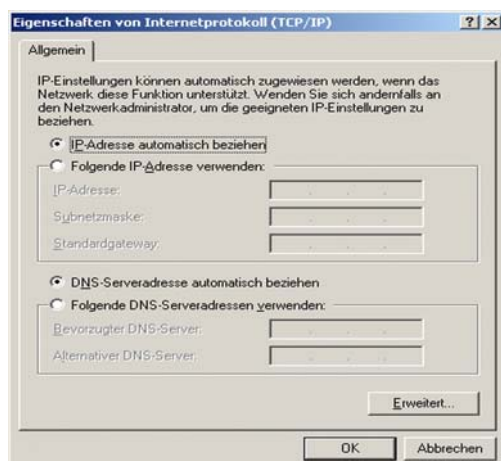 Eigenschaften von Internetprotokoll (TCP/IP)
Allgemein
IP-Einstellungen können automatisch zugewiesen werden, wenn das
Netzwerk diese Funktion unterstützt. Wenden Sie sich andernfalls an
den Netzwerkadministrator, um die geeigneten IP-Einstellungen zu
beziehen.
IP-Adresse automatisch beziehen
Folgende IP-Adresse verwenden:
IP-Adresse:
Subnetzmaske:
Standardgateway:
DNS-Serveradresse automatisch beziehen
Folgende DNS-Serveradressen verwenden:
Bevorzugter DNS-Server:
Alternativer DNS-Server:
Erweitert...
OK
Abbrechen